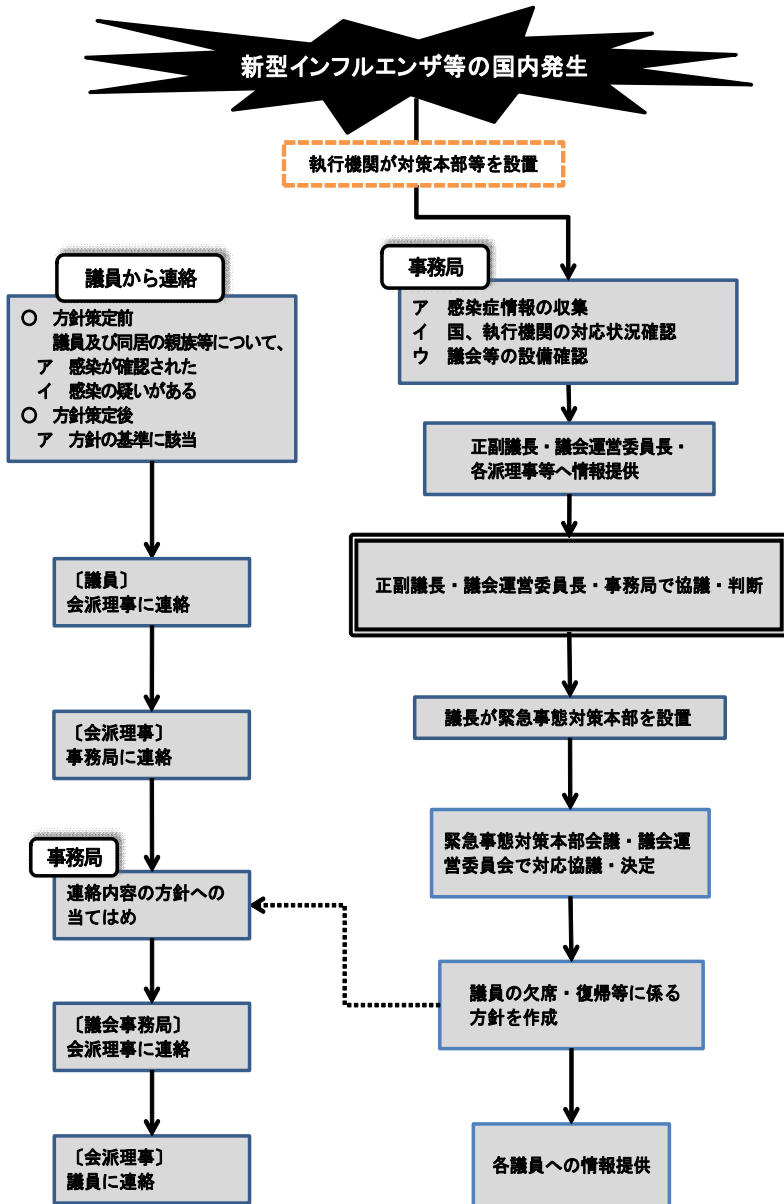 新型インフルエンザ等の国内発生
執行機関が対策本部等を設置
議員から連絡
○ 方針策定前
議員及び同居の親族等について、
ア 感染が確認された
イ 感染の疑いがある
○ 方針策定後
ア 方針の基準に該当
〔議員〕
会派理事に連絡
〔会派理事〕
事務局に連絡
事務局
連絡内容の方針への
当てはめ
〔議会事務局〕
会派理事に連絡
〔会派理事〕
議員に連絡
事務局
ア 感染症情報の収集
イ 国、執行機関の対応状況確認
ウ 議会等の設備確認
正副議長・議会運営委員長・
各派理事等へ情報提供
正副議長・議会運営委員長・事務局で協議・判断
議長が緊急事態対策本部を設置
緊急事態対策本部会議・議会運
営委員会で対応協議・決定
議員の欠席・復帰等に係る
方針を作成
各議員への情報提供